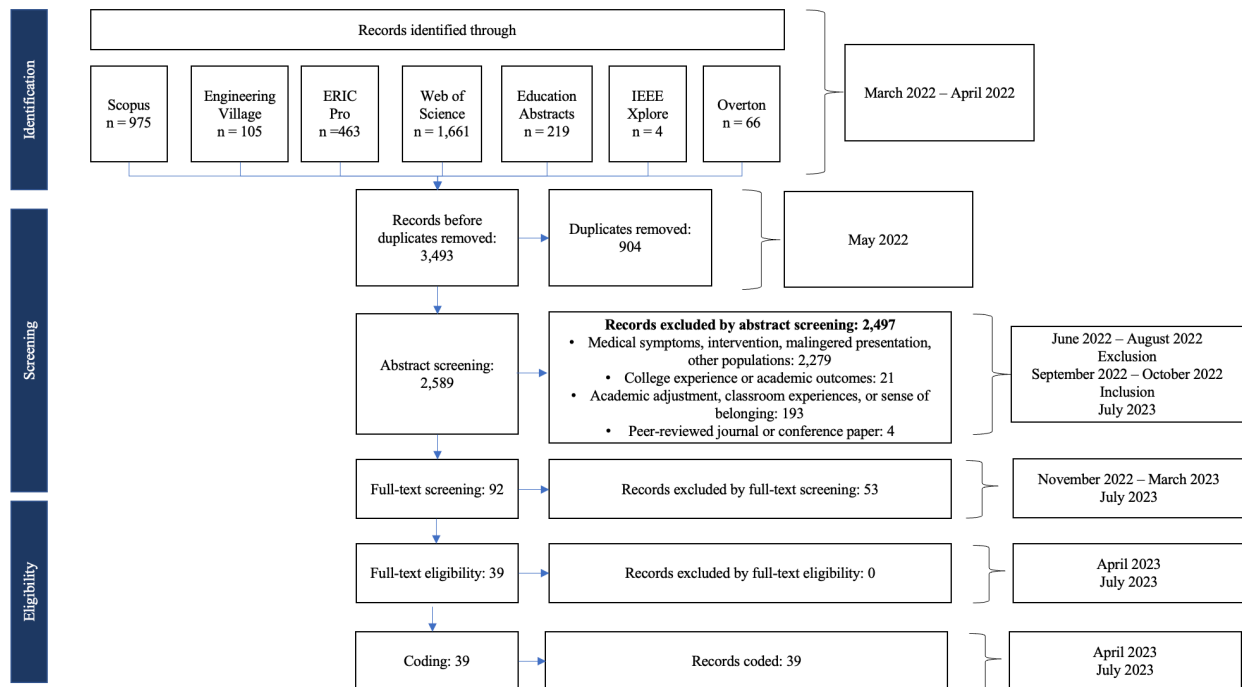 Identification
Records identified through
Scopus
n = 975
Engineering
Village
n = 105
ERIC
Pro
n =463
Web of
Science
n = 1,661
Education
Abstracts
n = 219
IEEE
Xplore
n = 4
Overton
n = 66
March 2022 – April 2022
Screening
Records before
duplicates removed:
3,493
Duplicates removed:
904
May 2022
Abstract screening:
2,589
Records excluded by abstract screening: 2,497
• Medical symptoms, intervention, malingered presentation,
other populations: 2,279
• College experience or academic outcomes: 21
• Academic adjustment, classroom experiences, or sense of
belonging: 193
• Peer-reviewed journal or conference paper: 4
June 2022 – August 2022
Exclusion
September 2022 – October 2022
Inclusion
July 2023
Full-text screening: 92
Records excluded by full-text screening: 53
November 2022 – March 2023
July 2023
Eligibility
Full-text eligibility: 39
Records excluded by full-text eligibility: 0
April 2023
July 2023
Coding: 39
Records coded: 39
April 2023
July 2023